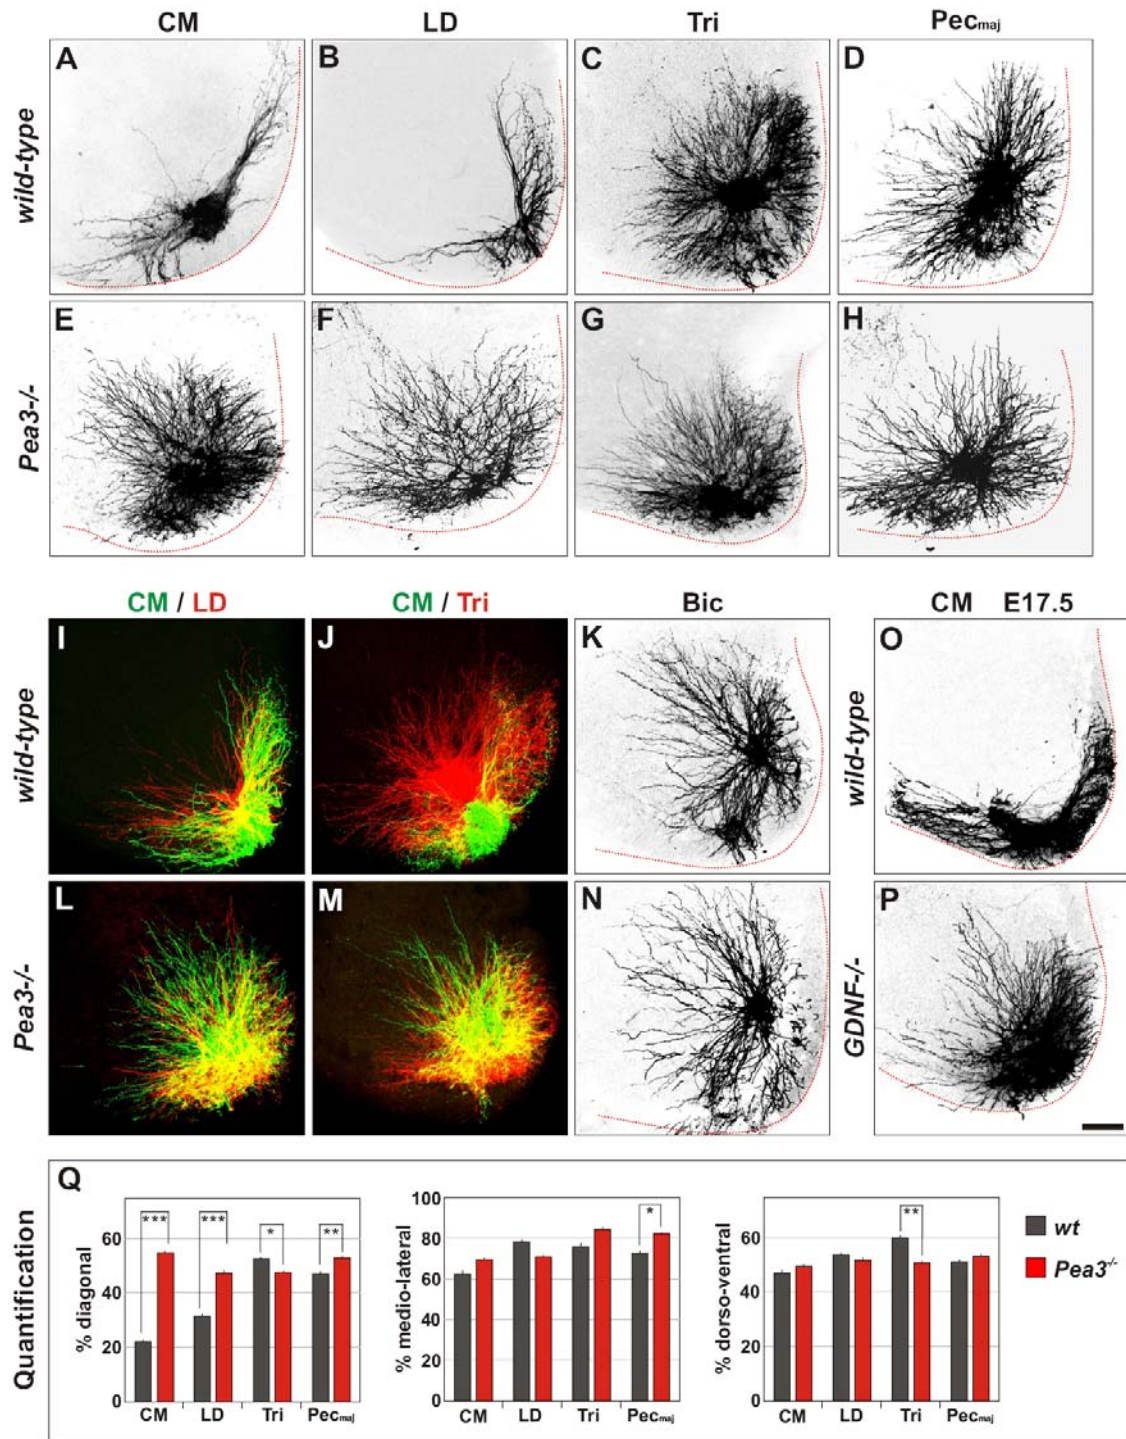 CM LD Tri Pecmaj
wild-type
A B C D
Pea3-/-
E F G H
CM / LD CM / Tri Bic CM E17.5
wild-type
I J K
wild-type
O
Pea3-/-
L M N
GDNF-/-
P
Quantification
Q
% diagonal
60
40
20
0
*** *** * **
CM LD Tri Pecmaj
% medio-lateral
100
80
60
40
20
0
*
CM LD Tri Pecmaj
% dorso-ventral
60
40
20
0
**
CM LD Tri Pecmaj
wt
Pea3-/-